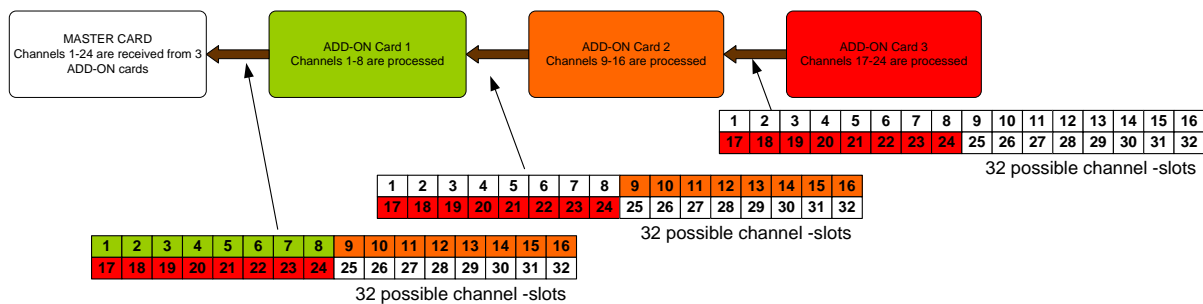 MASTER CARD
Channels 1-24 are received from 3
ADD-ON cards
ADD-ON Card 1
Channels 1-8 are processed
ADD-ON Card 2
Channels 9-16 are processed
ADD-ON Card 3
Channels 17-24 are processed
1 2 3 4 5 6 7 8 9 10 11 12 13 14 15 16
17 18 19 20 21 22 23 24 25 26 27 28 29 30 31 32
32 possible channel -slots
1 2 3 4 5 6 7 8 9 10 11 12 13 14 15 16
17 18 19 20 21 22 23 24 25 26 27 28 29 30 31 32
32 possible channel -slots
1 2 3 4 5 6 7 8 9 10 11 12 13 14 15 16
17 18 19 20 21 22 23 24 25 26 27 28 29 30 31 32
32 possible channel -slots